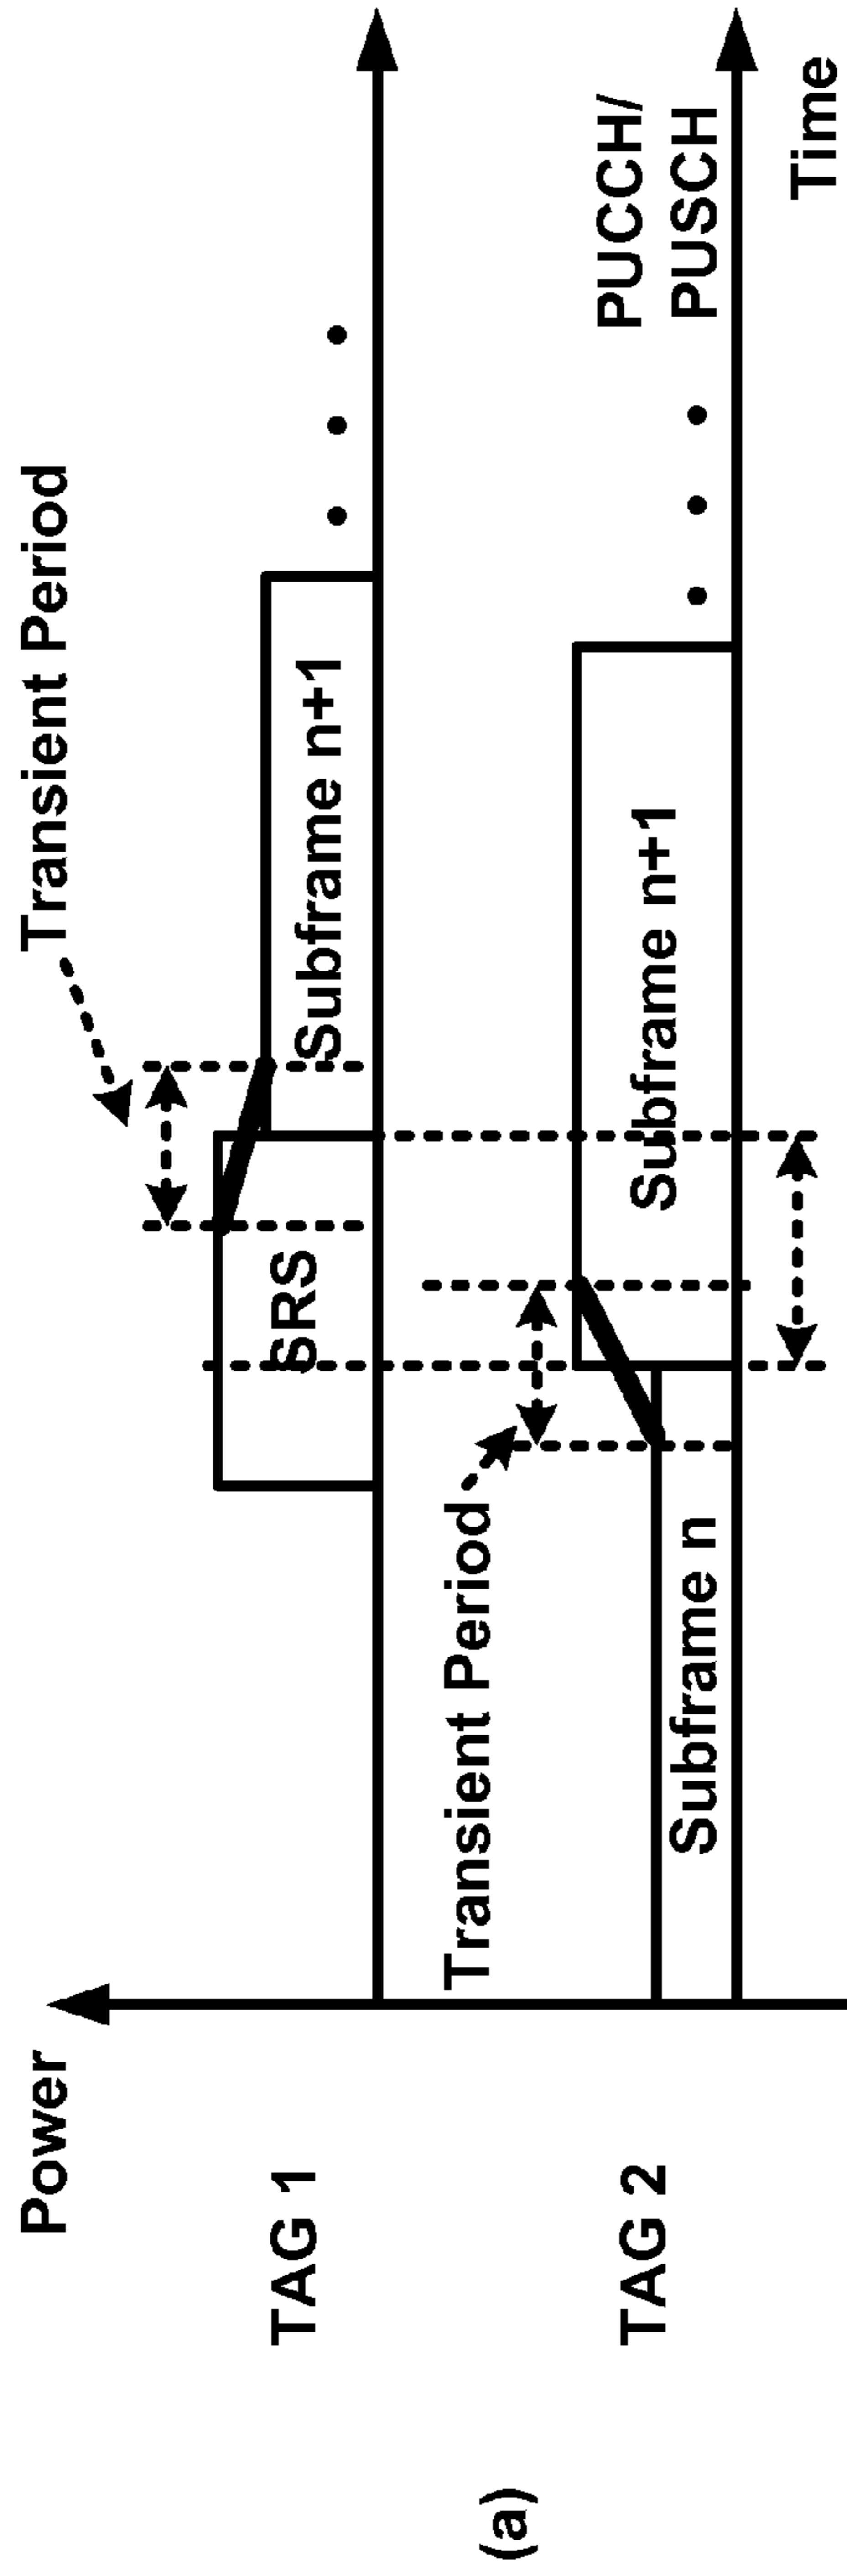 Power
Transient Period
TAG 1
SRS
Subframe n+1
Transient Period
TAG 2
Subframe n
Subframe n+1
PUCCH/
PUSCH
Time
(a)